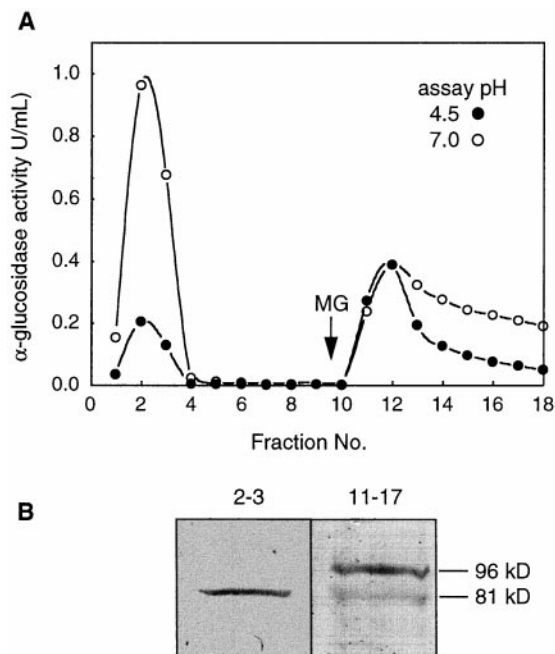 A
α-glucosidase activity U/mL)
1.0
0.8
0.6
0.4
0.2
0.0
assay pH
4.5
7.0
MG
0 2 4 6 8 10 12 14 16 18
Fraction No.
B
2-3 11-17
96 kD
81 kD